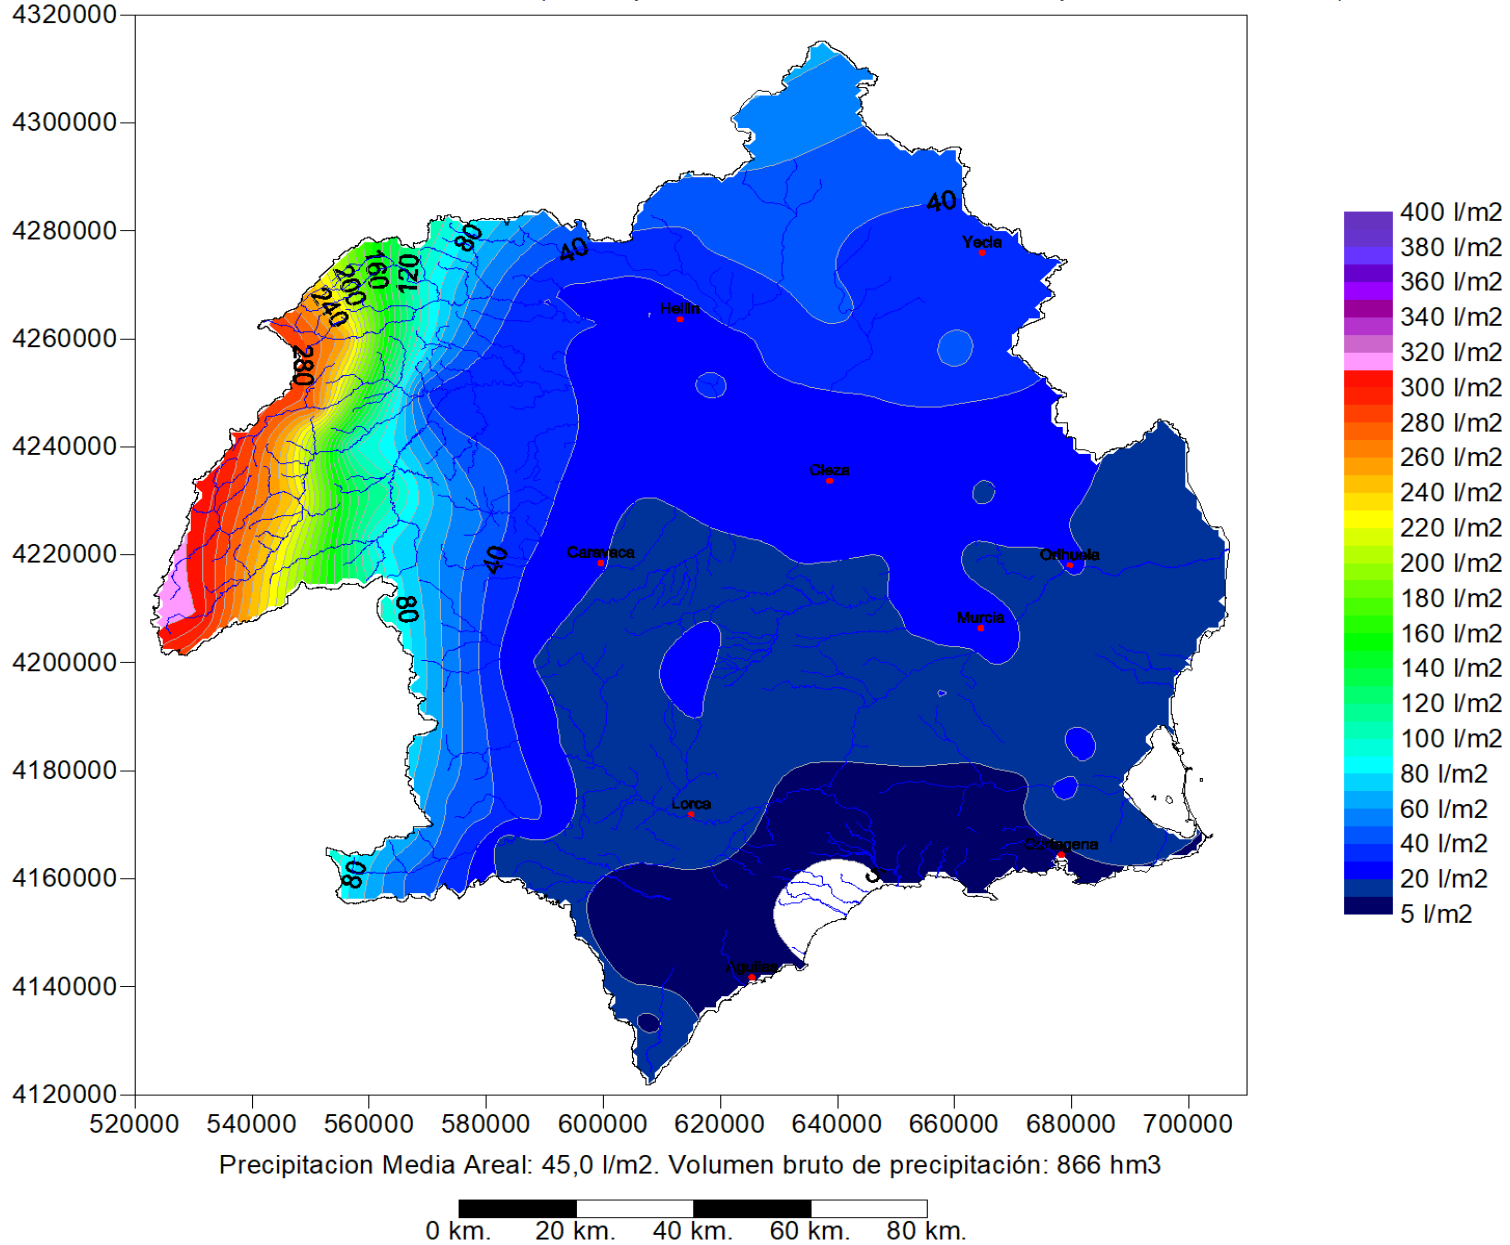 4320000
4300000
4280000
4260000
4240000
4220000
4200000
4180000
4160000
4140000
4120000
520000 540000 560000 580000 600000 620000 640000 660000 680000 700000
40
Yecla
80
40
120
160
200
240
280
Hellin
Cieza
40
Caravaca
Orihuela
80
Murcia
Lorca
Cartagena
80
Aguilas
400 l/m2
380 l/m2
360 l/m2
340 l/m2
320 l/m2
300 l/m2
280 l/m2
260 l/m2
240 l/m2
220 l/m2
200 l/m2
180 l/m2
160 l/m2
140 l/m2
120 l/m2
100 l/m2
80 l/m2
60 l/m2
40 l/m2
20 l/m2
5 l/m2
Precipitacion Media Areal: 45,0 l/m2. Volumen bruto de precipitación: 866 hm3
0 km. 20 km. 40 km. 60 km. 80 km.